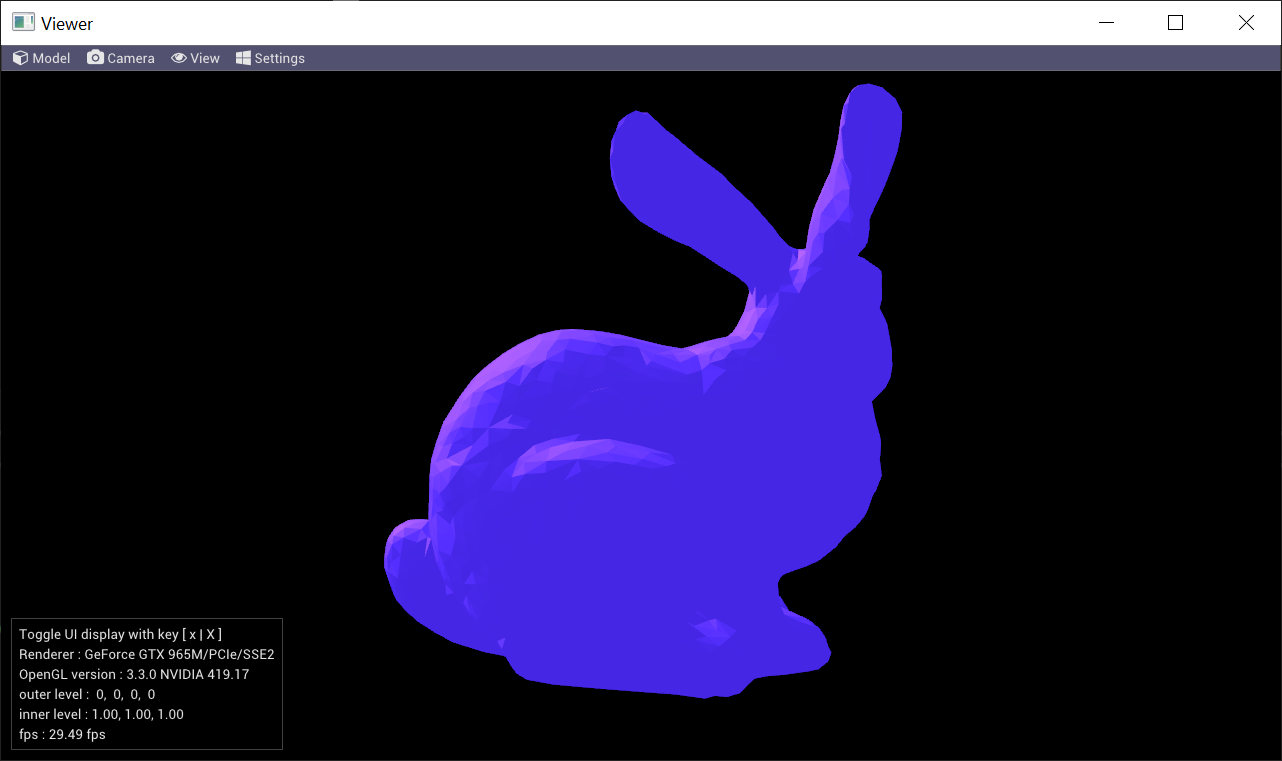 Viewer
Model Camera View Settings
Toggle UI display with key [ x | X ]
Renderer : GeForce GTX 965M/PCIe/SSE2
OpenGL version : 3.3.0 NVIDIA 419.17
outer level : 0, 0, 0, 0
inner level : 1.00, 1.00, 1.00
fps : 29.49 fps